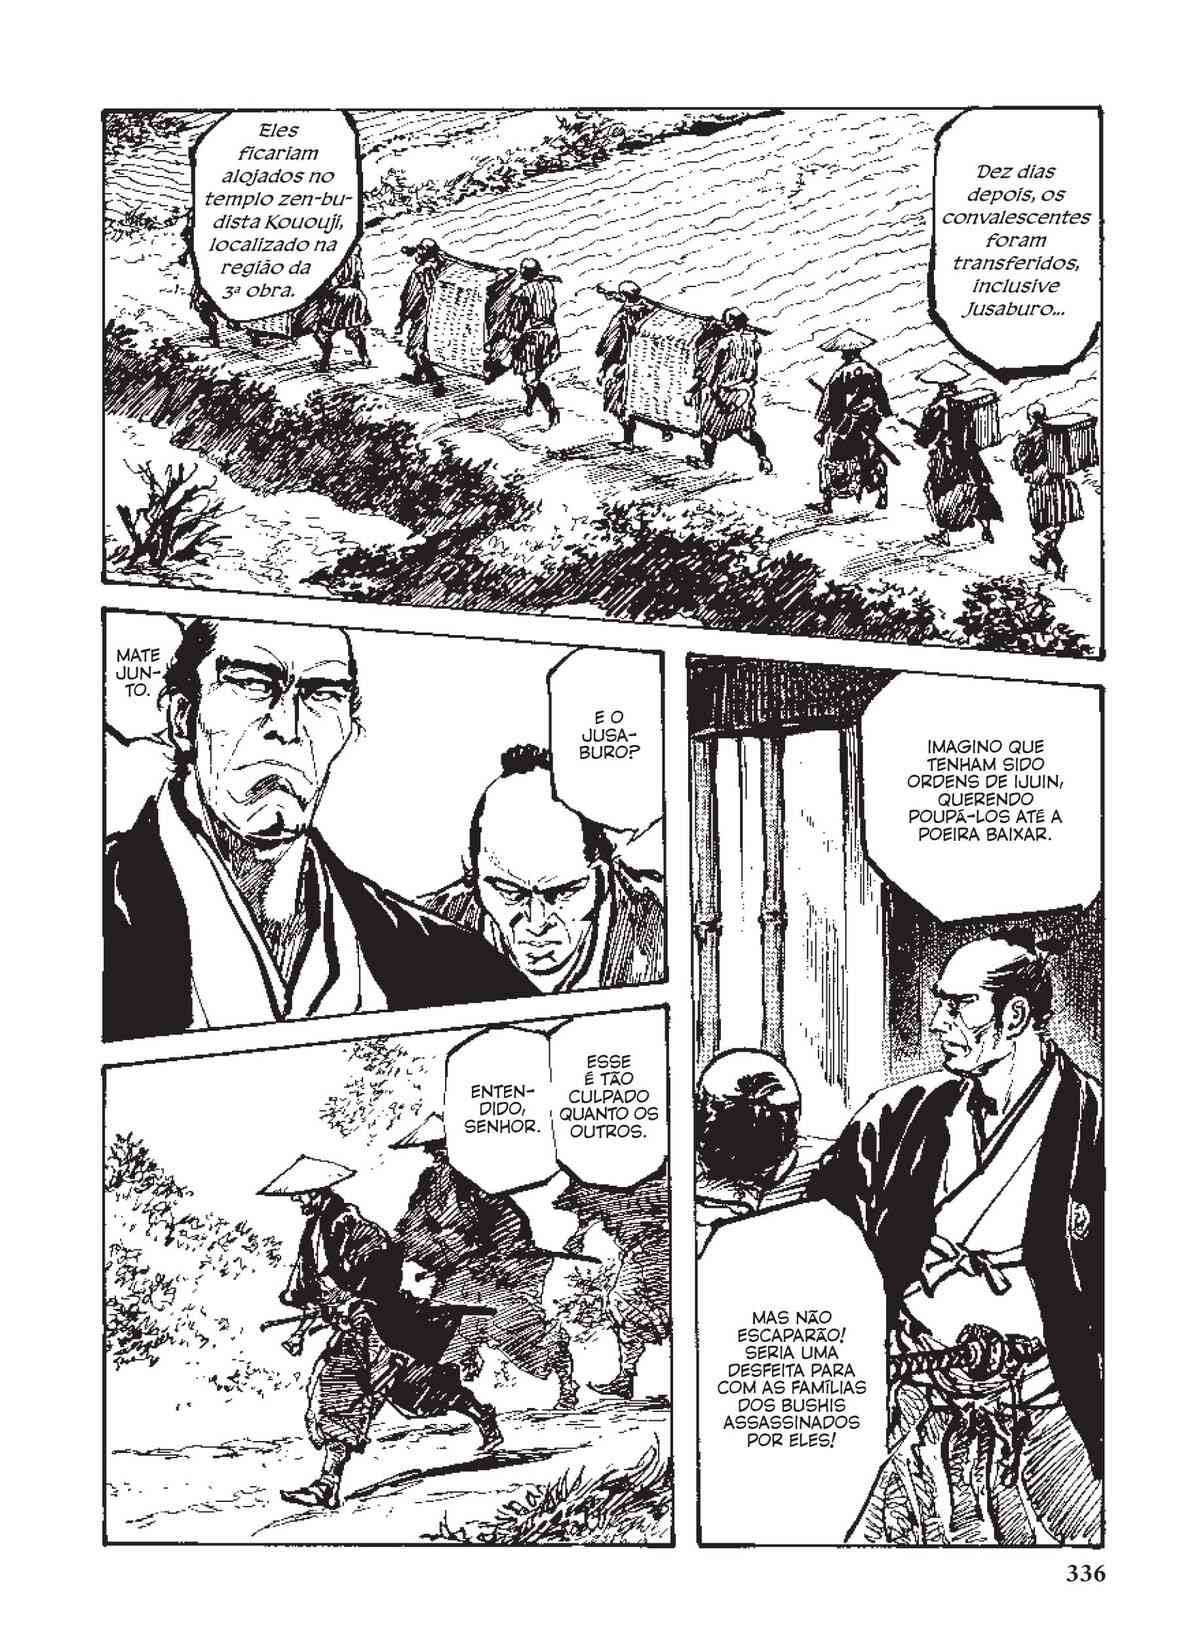 Dez dias
depois, os
convalescentes
foram
transferidos,
inclusive
Jusaburo...
Eles
ficariam
alojados no
templo zen-bu-
dista Kououji,
localizado na
região da
3ª obra.
IMAGINO QUE
TENHAM SIDO
ORDENS DE IJUIN,
QUERENDO
POUPÁ-LOS ATÉ A
POEIRA BAIXAR.
MAS NÃO
ESCAPARÃO!
SERIA UMA
DESFEITA PARA
COM AS FAMÍLIAS
DOS BUSHIS
ASSASSINADOS
POR ELES!
E O
JUSA-
BURO?
MATE
JUN-
TO.
ESSE
É TÃO
CULPADO
QUANTO OS
OUTROS.
ENTEN-
DIDO,
SENHOR.
336